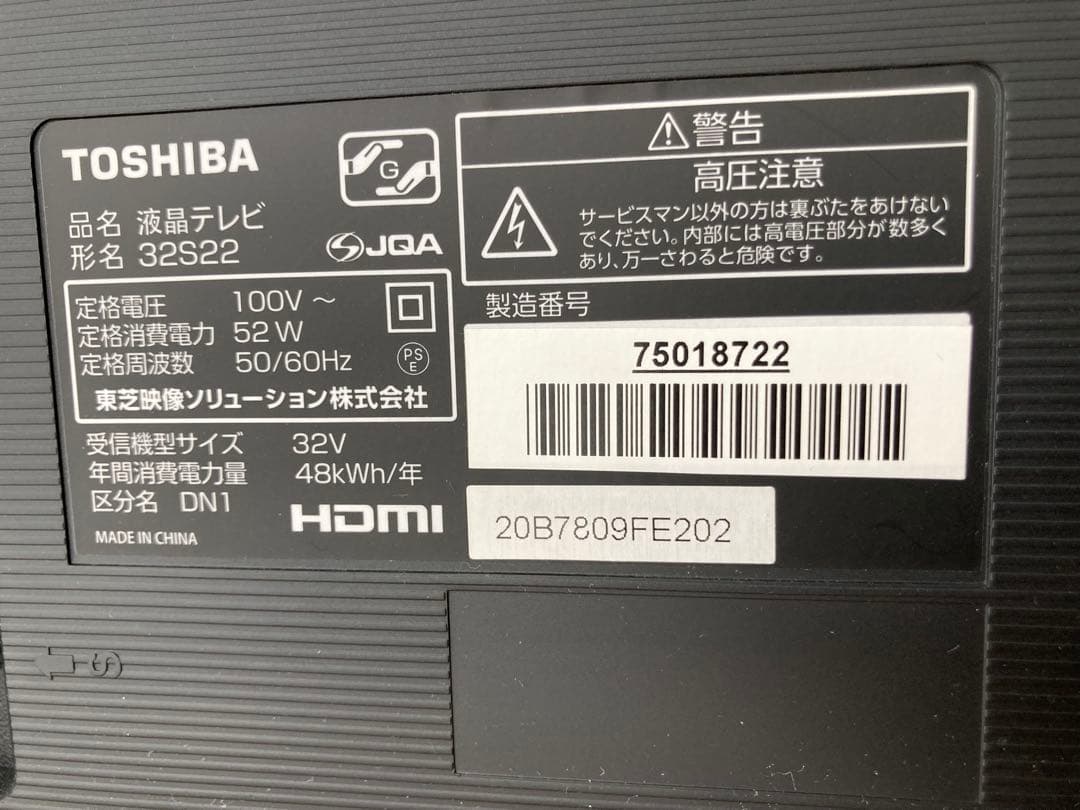 TOSHIBA
G
品名 液晶テレビ
形名 32S22
JQA
定格電圧 100V ～
定格消費電力 52W
定格周波数 50/60Hz
PS
E
東芝映像ソリューション株式会社
受信機型サイズ 32V
年間消費電力量 48kWh/年
区分名 DN1
MADE IN CHINA
HDMI
警告
高圧注意
サービスマン以外の方は裏ぶたをあけない
でください。内部には高電圧部分が数多く
あり、万一さわると危険です。
製造番号
75018722
20B7809FE202